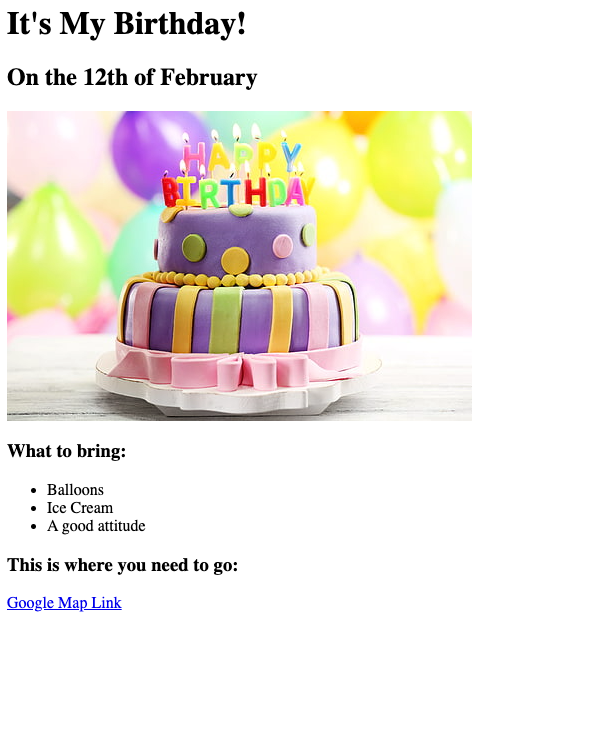 It's My Birthday!
On the 12th of February
HAPPY
BIRTHDAY
What to bring:
Balloons
Ice Cream
A good attitude
This is where you need to go:
Google Map Link